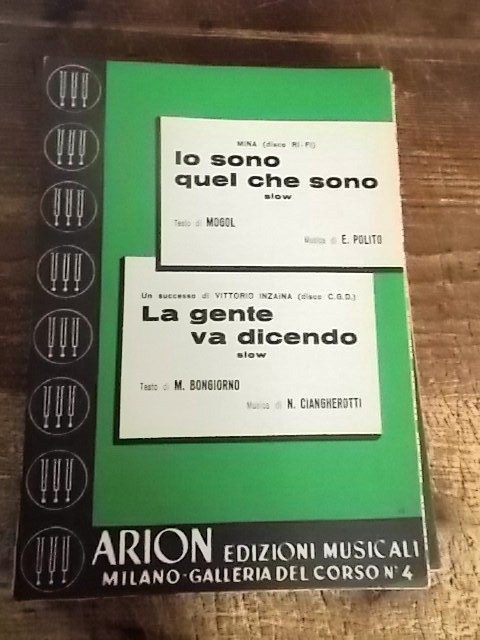 MINA (disco RI-FI)
Io sono
quel che sono
slow
Testo di MOGOL
Musica di E. POLITO
Un successo di VITTORIO INZAINA (disco C.G.D.)
La gente
va dicendo
slow
Testo di M. BONGIORNO
Musica di N. CIANGHEROTTI
ARION EDIZIONI MUSICALI
MILANO-GALLERIA DEL CORSO N° 4